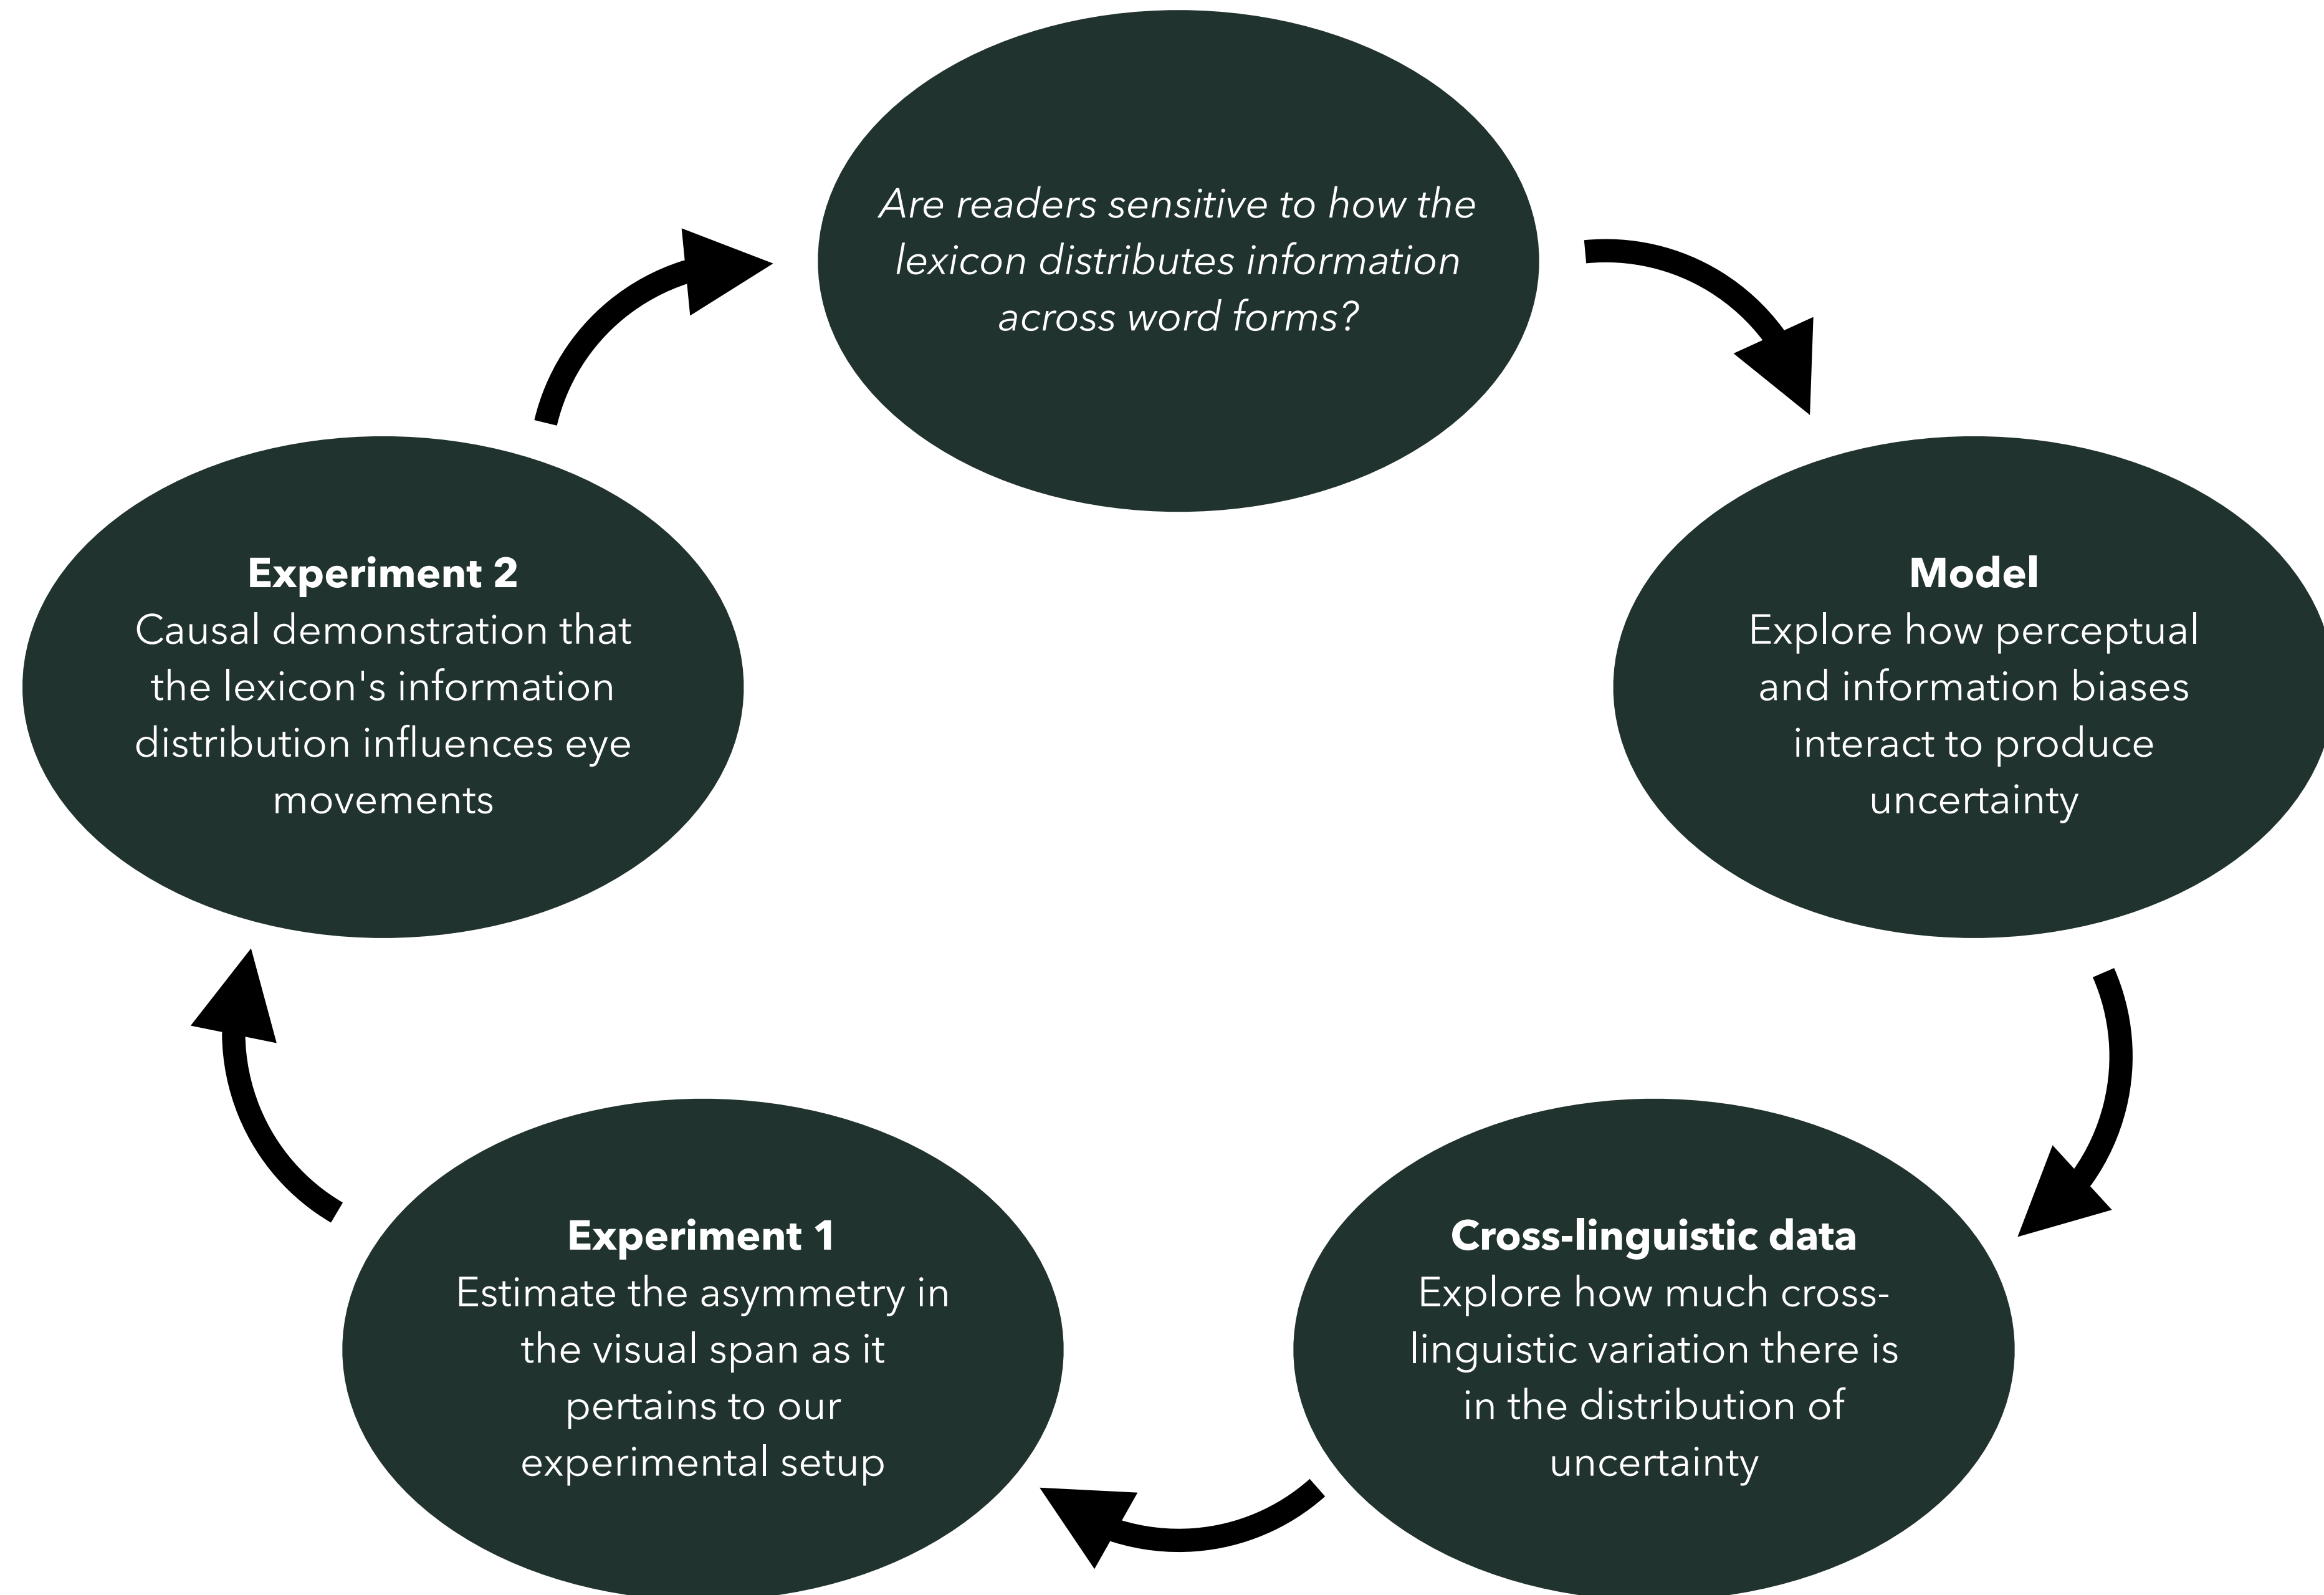 Are readers sensitive to how the
lexicon distributes information
across word forms?
Model
Explore how perceptual
and information biases
interact to produce
uncertainty
Cross-linguistic data
Explore how much cross-
linguistic variation there is
in the distribution of
uncertainty
Experiment 1
Estimate the asymmetry in
the visual span as it
pertains to our
experimental setup
Experiment 2
Causal demonstration that
the lexicon's information
distribution influences eye
movements